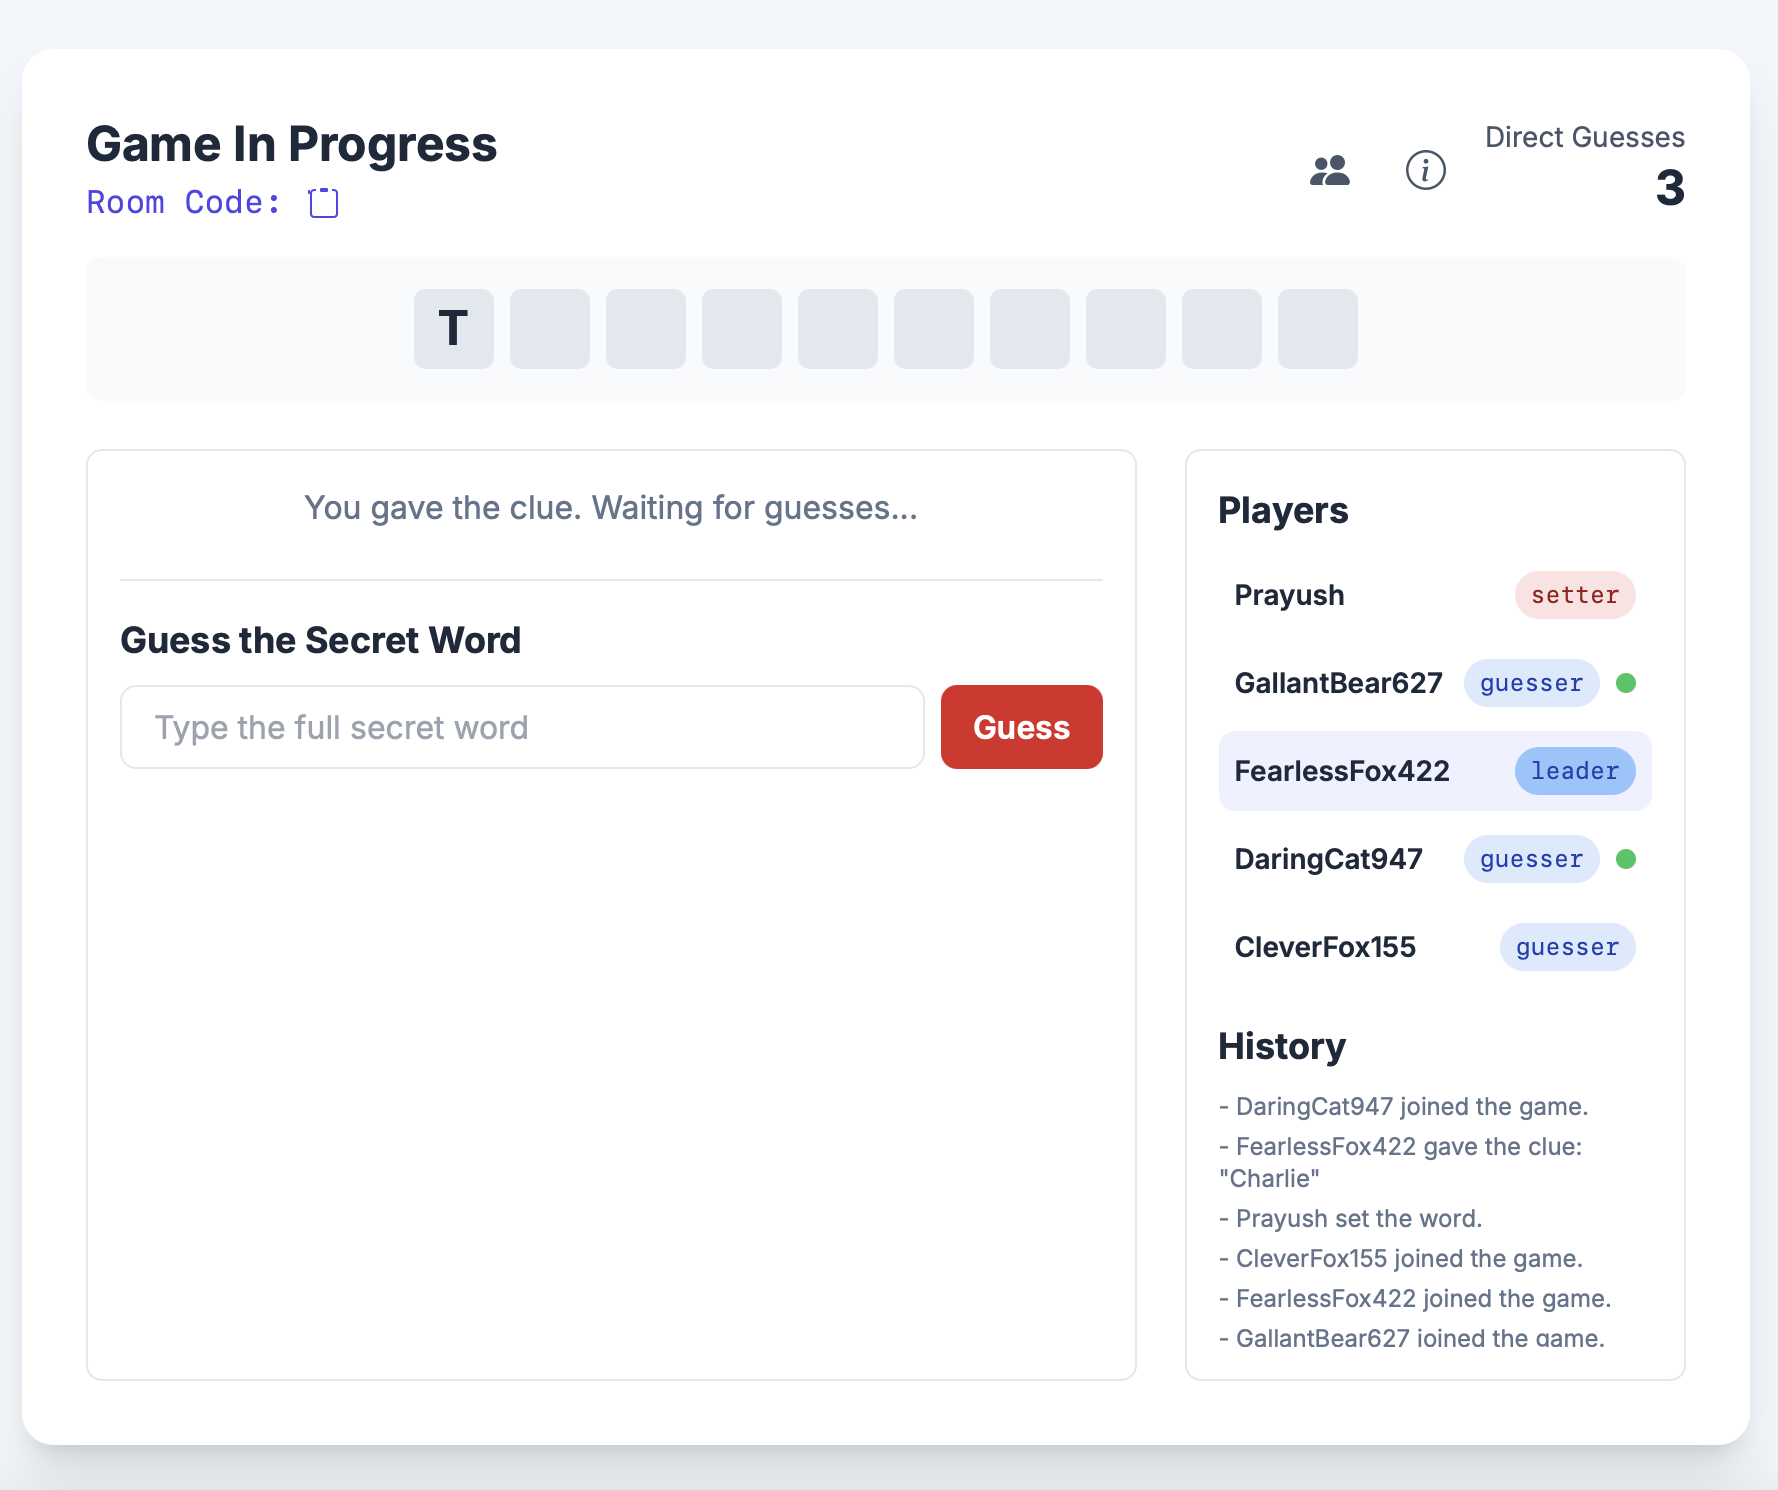 Game In Progress
Room Code:
Direct Guesses
3
T
You gave the clue. Waiting for guesses...
Guess the Secret Word
Type the full secret word
Guess
Players
Prayush setter
GallantBear627 guesser
FearlessFox422 leader
DaringCat947 guesser
CleverFox155 guesser
History
- DaringCat947 joined the game.
- FearlessFox422 gave the clue:
"Charlie"
- Prayush set the word.
- CleverFox155 joined the game.
- FearlessFox422 joined the game.
- GallantBear627 joined the game.